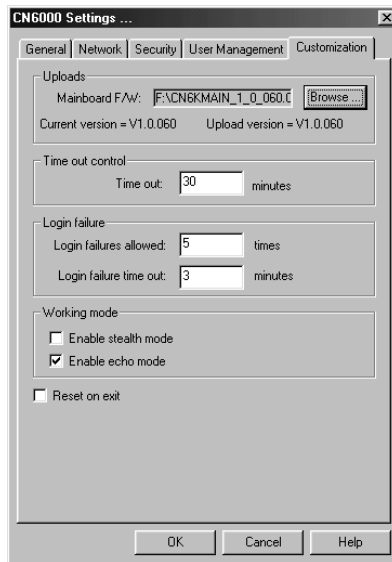 CN6000 Settings ...
General Network Security User Management Customization
Uploads
Mainboard F/W: F:\CN6KMAIN_1_0_060.C Browse ...
Current version = V1.0.060 Upload version = V1.0.060
Time out control
Time out: 30 minutes
Login failure
Login failures allowed: 5 times
Login failure time out: 3 minutes
Working mode
Enable stealth mode
Enable echo mode
Reset on exit
OK Cancel Help